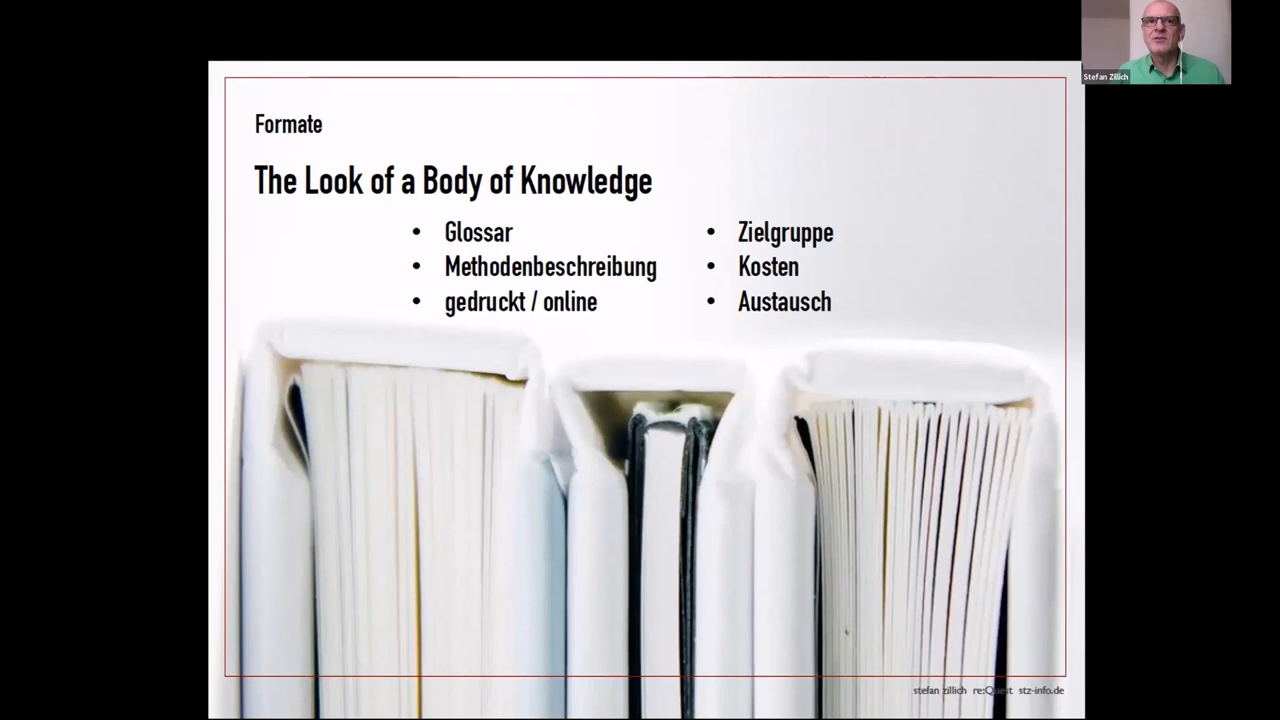 Stefan Zillich
Formate
The Look of a Body of Knowledge
• Glossar
• Methodenbeschreibung
• gedruckt / online
• Zielgruppe
• Kosten
• Austausch
stefan zillich re:Quest stz-info.de